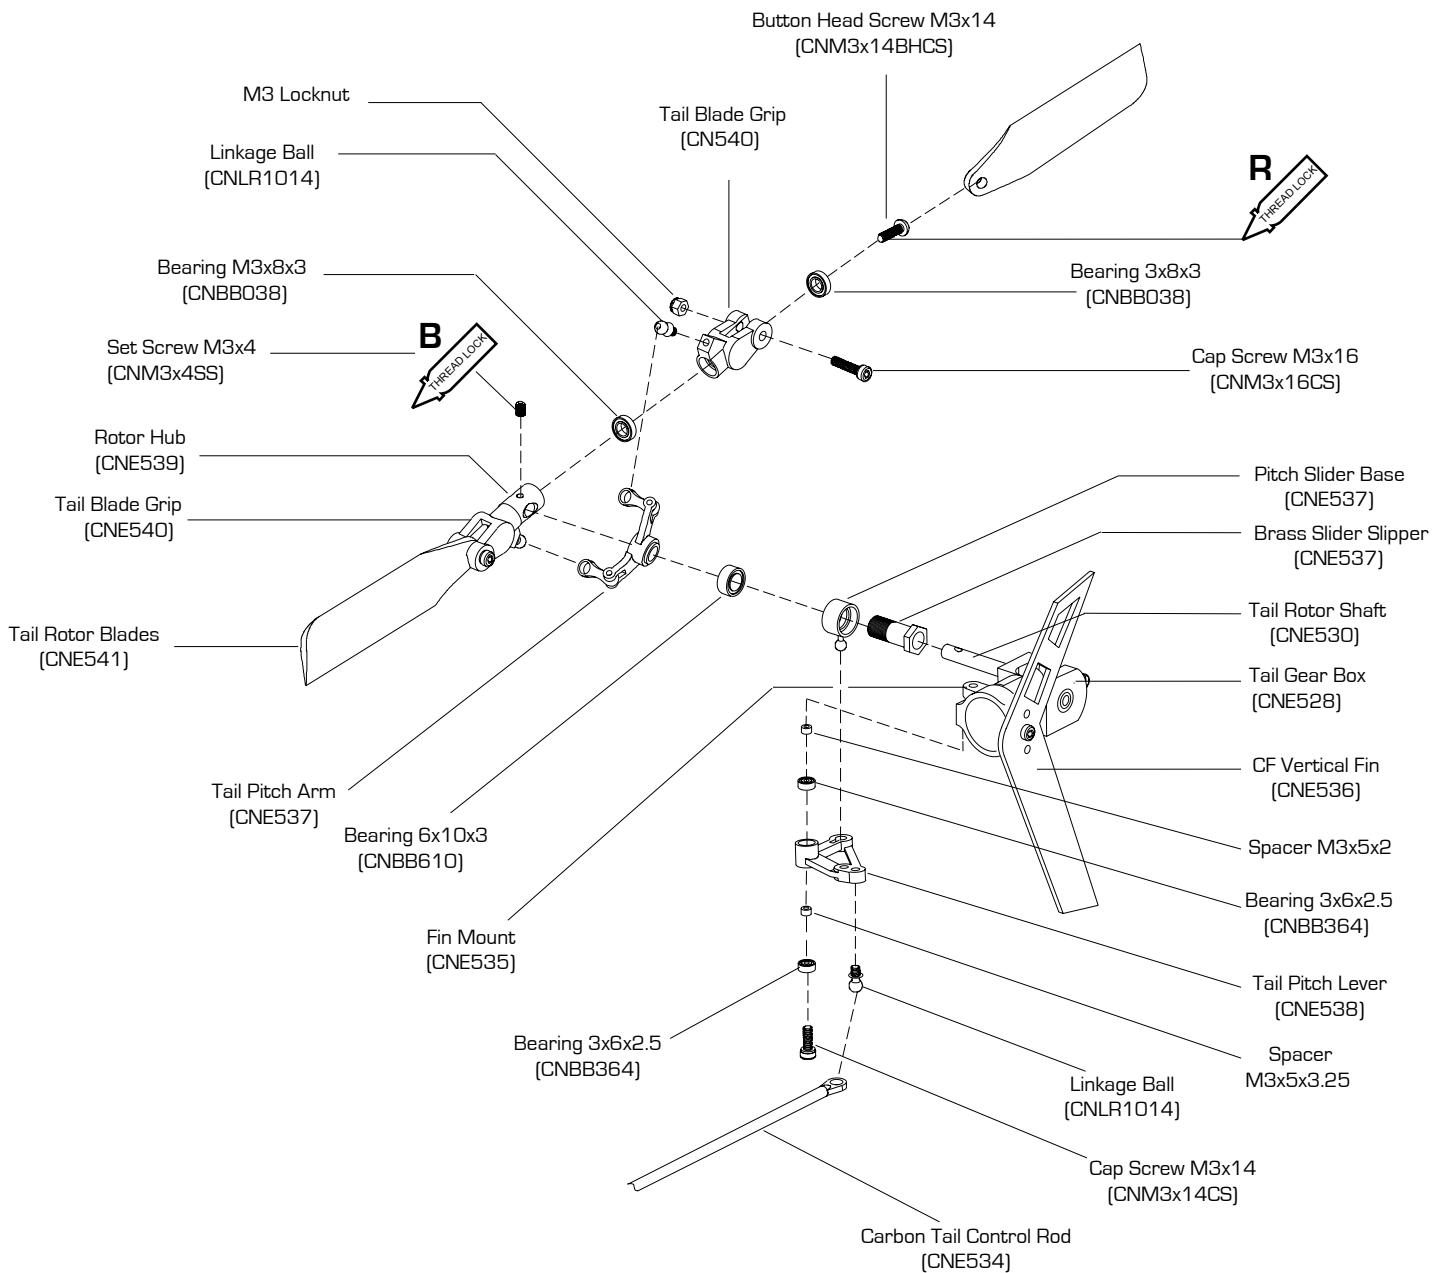 Button Head Screw M3x14
(CNM3x14BHCS)
M3 Locknut
Tail Blade Grip
(CN540)
Linkage Ball
(CNLR1014)
R
THREAD LOCK
Bearing M3x8x3
(CNBB038)
Bearing 3x8x3
(CNBB038)
B
THREAD LOCK
Set Screw M3x4
(CNM3x4SS)
Cap Screw M3x16
(CNM3x16CS)
Rotor Hub
(CNE539)
Pitch Slider Base
(CNE537)
Tail Blade Grip
(CNE540)
Brass Slider Slipper
(CNE537)
Tail Rotor Shaft
(CNE530)
Tail Rotor Blades
(CNE541)
Tail Gear Box
(CNE528)
CF Vertical Fin
(CNE536)
Tail Pitch Arm
(CNE537)
Bearing 6x10x3
(CNBB610)
Spacer M3x5x2
Bearing 3x6x2.5
(CNBB364)
Fin Mount
(CNE535)
Tail Pitch Lever
(CNE538)
Bearing 3x6x2.5
(CNBB364)
Spacer
M3x5x3.25
Linkage Ball
(CNLR1014)
Cap Screw M3x14
(CNM3x14CS)
Carbon Tail Control Rod
(CNE534)